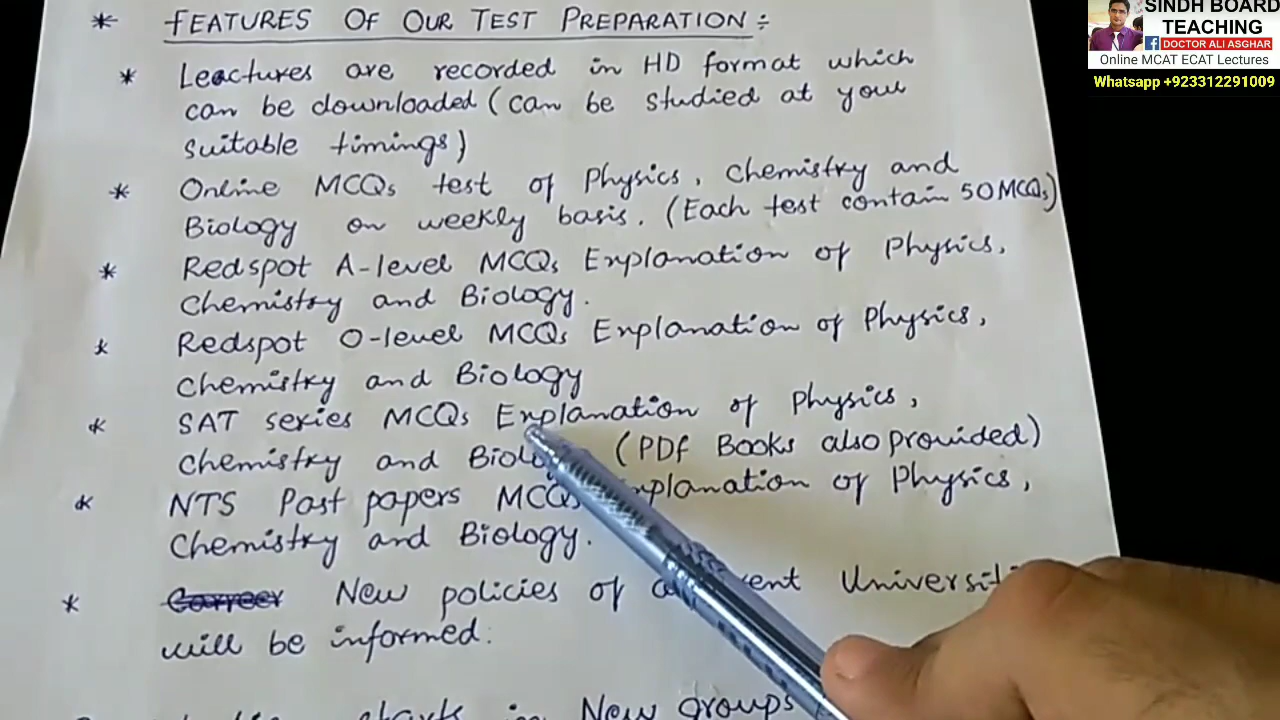 SINDH BOARD
TEACHING
DOCTOR ALI ASGHAR
Online MCAT ECAT Lectures
Whatsapp +923312291009
* FEATURES OF OUR TEST PREPARATION :-
* Leactures are recorded in HD format which
can be downloaded (can be studied at your
suitable timings)
* Online MCQs test of Physics, Chemistry and
Biology on weekly basis. (Each test contain 50 MCQs)
* Redspot A-level MCQs Explanation of Physics,
Chemistry and Biology.
* Redspot O-level MCQs Explanation of Physics,
Chemistry and Biology
* SAT series MCQs Explanation of Physics,
Chemistry and (PDF Books also provided)
* NTS Past papers MCQs of Physics,
Chemistry and Biology.
* New policies of
will be informed.
starts in New groups